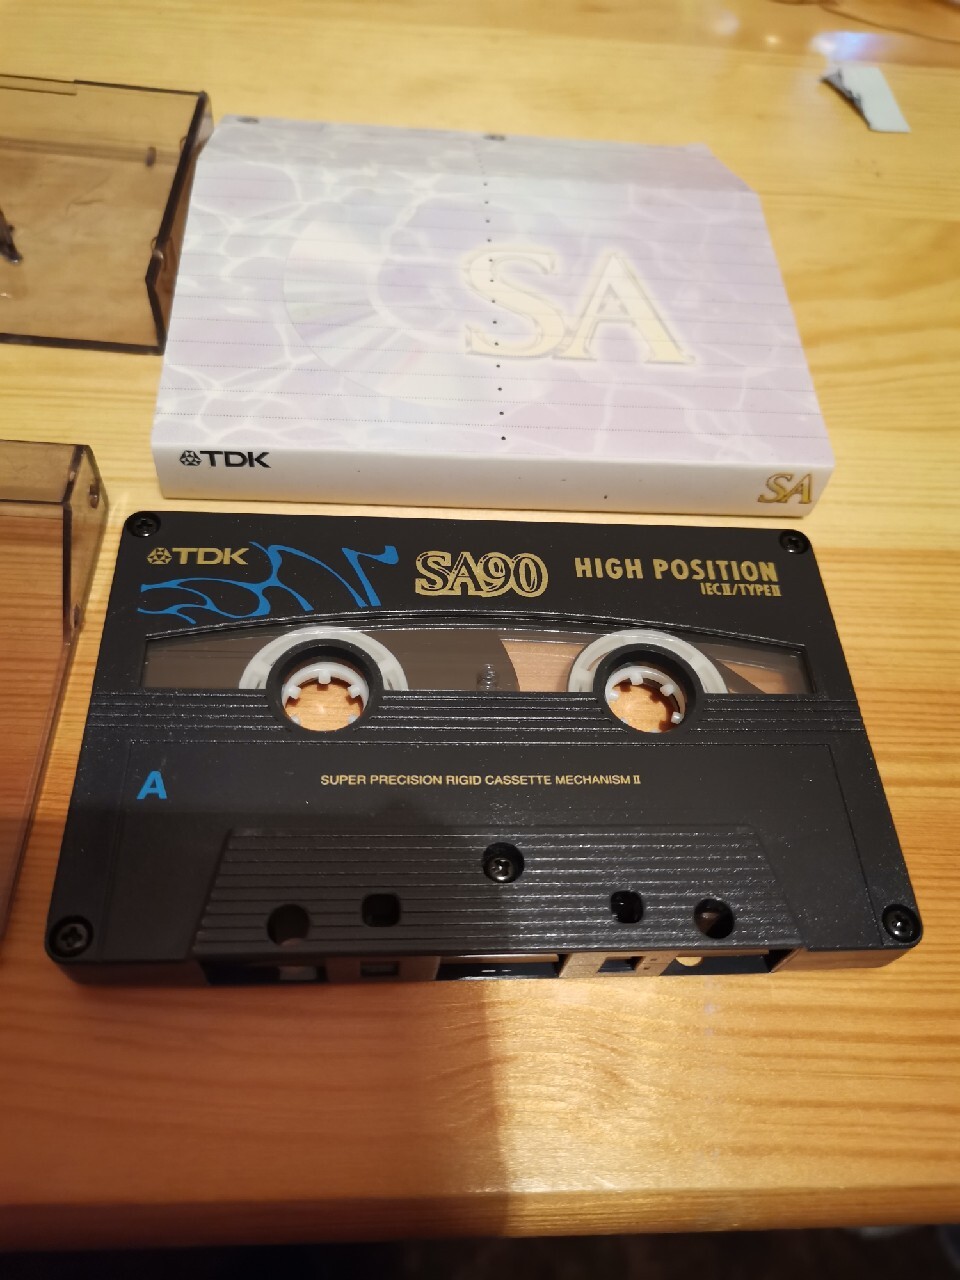 SA
TDK
SA
TDK
SA90
HIGH POSITION
IECⅡ/TYPEⅡ
A
SUPER PRECISION RIGID CASSETTE MECHANISM Ⅱ